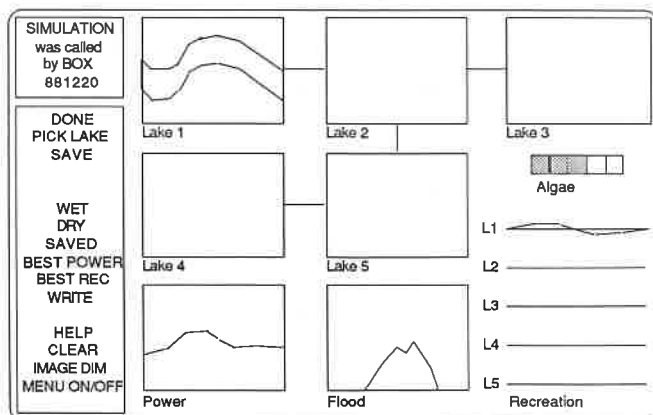 SIMULATION
was called
by BOX
881220
DONE
PICK LAKE
SAVE
WET
DRY
SAVED
BEST POWER
BEST REC
WRITE
HELP
CLEAR
IMAGE DIM
MENU ON/OFF
Lake 1
Lake 2
Lake 3
Algae
Lake 4
Lake 5
L1
L2
L3
L4
L5
Power
Flood
Recreation